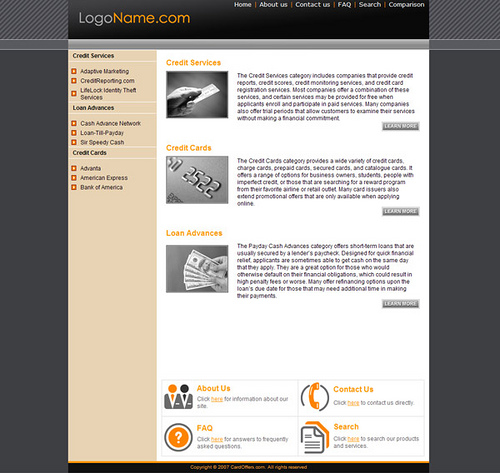 Home | About us | Contact us | FAQ | Search | Comparison
LogoName.com
Credit Services
Adaptive Marketing
CreditReporting.com
LifeLock Identity Theft
Services
Loan Advances
Cash Advance Network
Loan-Till-Payday
Sir Speedy Cash
Credit Cards
Advanta
American Express
Bank of America
Credit Services
The Credit Services category includes companies that provide credit
reports, credit scores, credit monitoring services, and credit card
registration services. Most companies offer a combination of these
services, and certain services may be provided for free when
applicants enroll and participate in paid services. Many companies
also offer trial periods that allow customers to examine their services
without making a financial commitment.
LEARN MORE
Credit Cards
2522
The Credit Cards category provides a wide variety of credit cards,
charge cards, prepaid cards, secured cards, and catalogue cards. It
offers a range of options for business owners, students, people with
imperfect credit, or those that are searching for a reward program
from their favorite airline or retail outlet. Many card issuers also
extend promotional offers that are only available when applying
online.
LEARN MORE
Loan Advances
The Payday Cash Advances category offers short-term loans that are
usually secured by a lender's paycheck. Designed for quick financial
relief, applicants are sometimes able to get cash on the same day
that they apply. They are a great option for those who would
otherwise default on their financial obligations, which could result in
high penalty fees or worse. Many offer refinancing options upon the
loan's due date for those that may need additional time in making
their payments.
LEARN MORE
About Us
Click here for information about our
site.
Contact Us
Click here to contact us directly.
FAQ
Click here for answers to frequently
asked questions.
Search
Click here to search our products
and services.
Copyright © 2007 CardOffers.com. All rights reserved